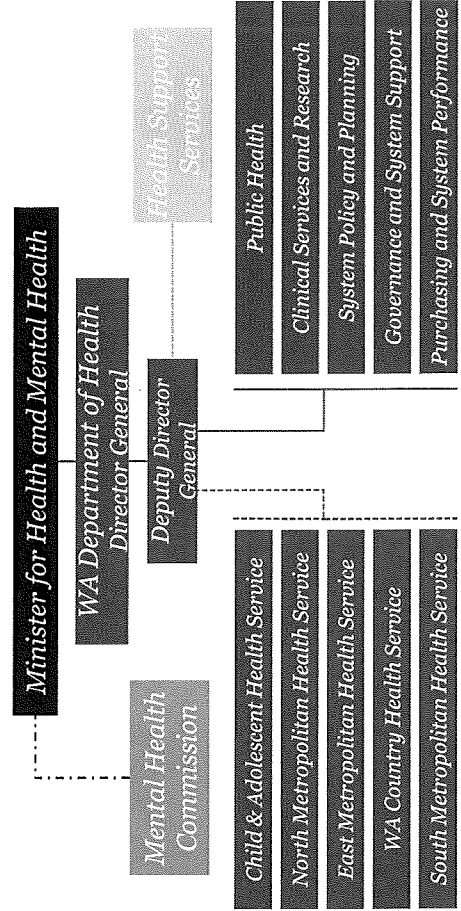 Minister for Health and Mental Health
WA Department of Health
Director General
Mental Health
Commission
Deputy Director
General
Health Support
Services
Child & Adolescent Health Service
North Metropolitan Health Service
East Metropolitan Health Service
WA Country Health Service
South Metropolitan Health Service
Public Health
Clinical Services and Research
System Policy and Planning
Governance and System Support
Purchasing and System Performance